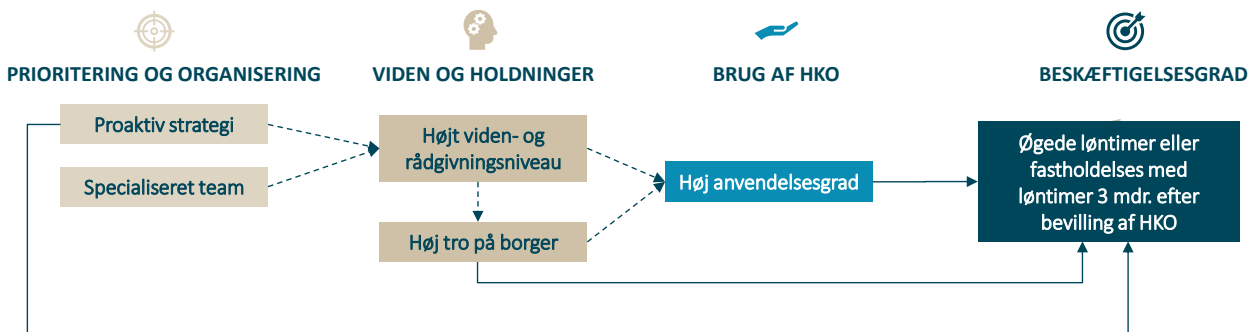 PRIORITERING OG ORGANISERING
VIDEN OG HOLDNINGER
BRUG AF HKO
BESKÆFTIGELSESGRAD
Proaktiv strategi
Specialiseret team
Højt viden- og
rådgivningsniveau
Høj tro på borger
Høj anvendelsesgrad
Øgede løntimer eller
fastholdelses med
løntimer 3 mdr. efter
bevilling af HKO